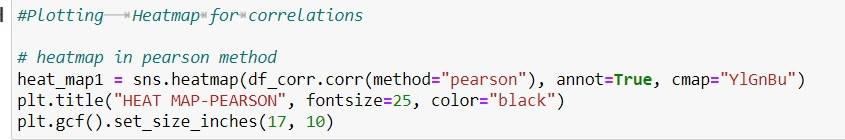 #Plotting Heatmap for correlations
# heatmap in pearson method
heat_map1 = sns.heatmap(df_corr.corr(method="pearson"), annot=True, cmap="YlGnBu")
plt.title("HEAT MAP-PEARSON", fontsize=25, color="black")
plt.gcf().set_size_inches(17, 10)